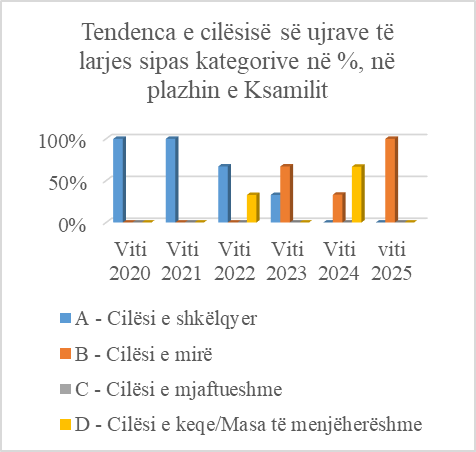 Tendenca e cilësisë së ujrave të
larjes sipas kategorive në %, në
plazhin e Ksamilit
100%
50%
0%
Viti Viti Viti Viti Viti viti
2020 2021 2022 2023 2024 2025
A - Cilësi e shkëlqyer
B - Cilësi e mirë
C - Cilësi e mjaftueshme
D - Cilësi e keqe/Masa të menjëherëshme